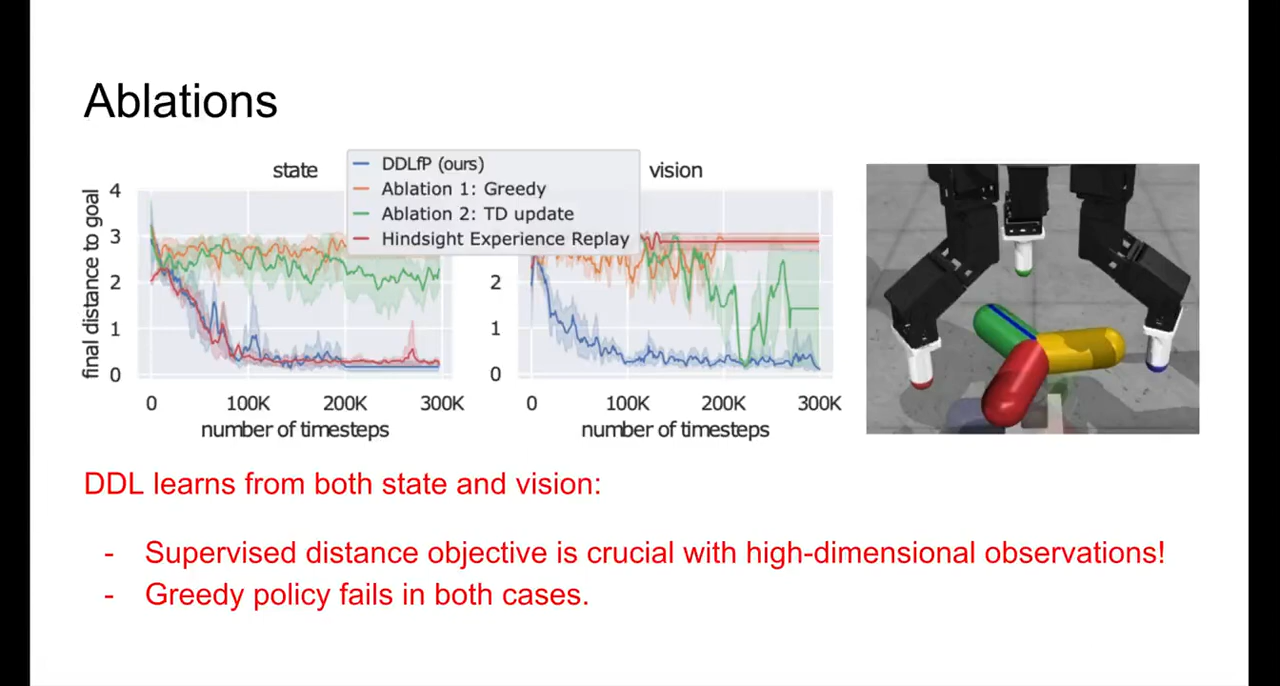 Ablations
state
DDLfP (ours)
Ablation 1: Greedy
Ablation 2: TD update
Hindsight Experience Replay
vision
final distance to goal
4
3
2
1
0
0 100K 200K 300K
number of timesteps
2
1
0
0 100K 200K 300K
number of timesteps
DDL learns from both state and vision:
- Supervised distance objective is crucial with high-dimensional observations!
- Greedy policy fails in both cases.